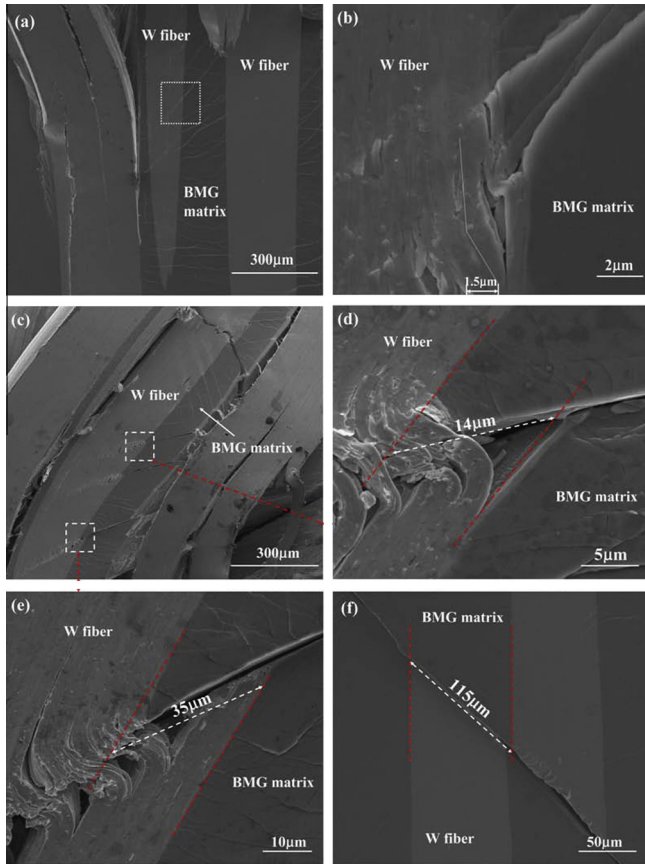 (a)
W fiber
W fiber
BMG
matrix
300μm
(b)
W fiber
BMG matrix
1.5μm
2μm
(c)
W fiber
BMG matrix
300μm
(d)
W fiber
14μm
BMG matrix
5μm
(e)
W fiber
35μm
BMG matrix
10μm
(f)
BMG matrix
115μm
W fiber
50μm